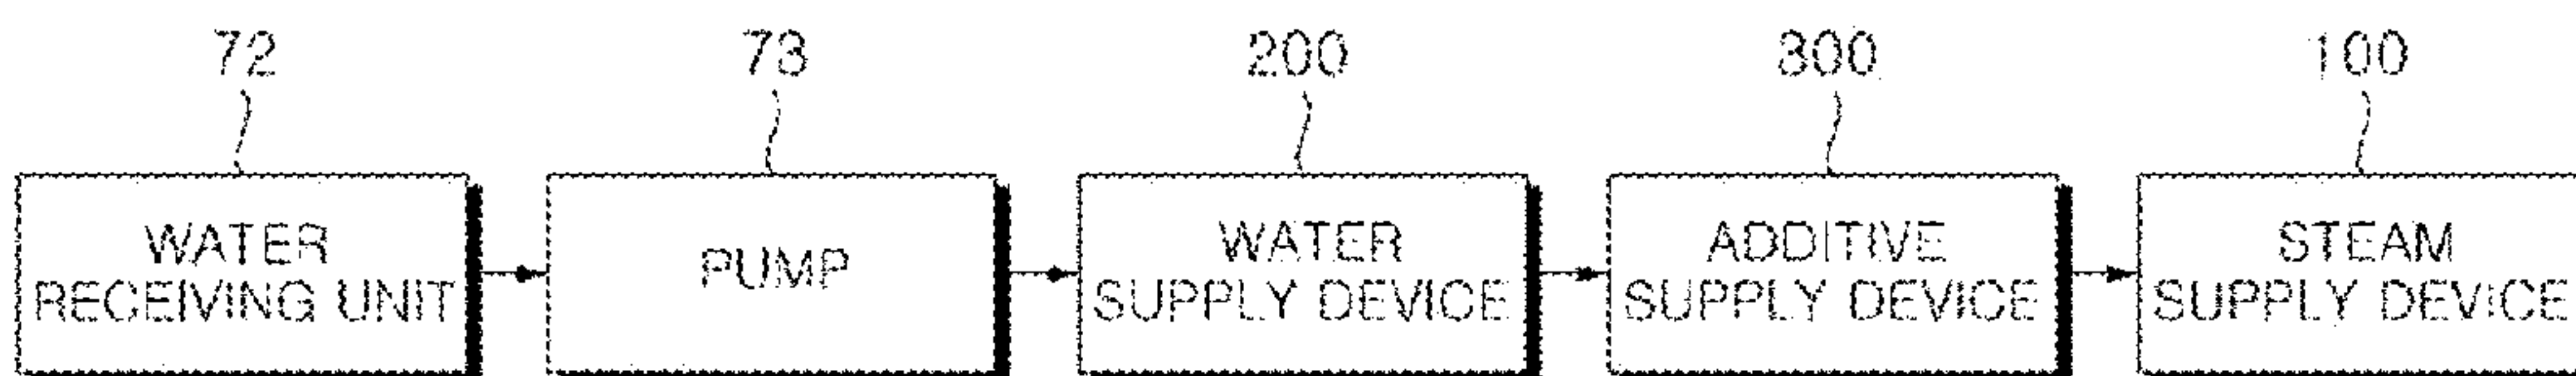 72 73 200 300 100
WATER RECEIVING UNIT
PUMP
WATER SUPPLY DEVICE
ADDITIVE SUPPLY DEVICE
STEAM SUPPLY DEVICE